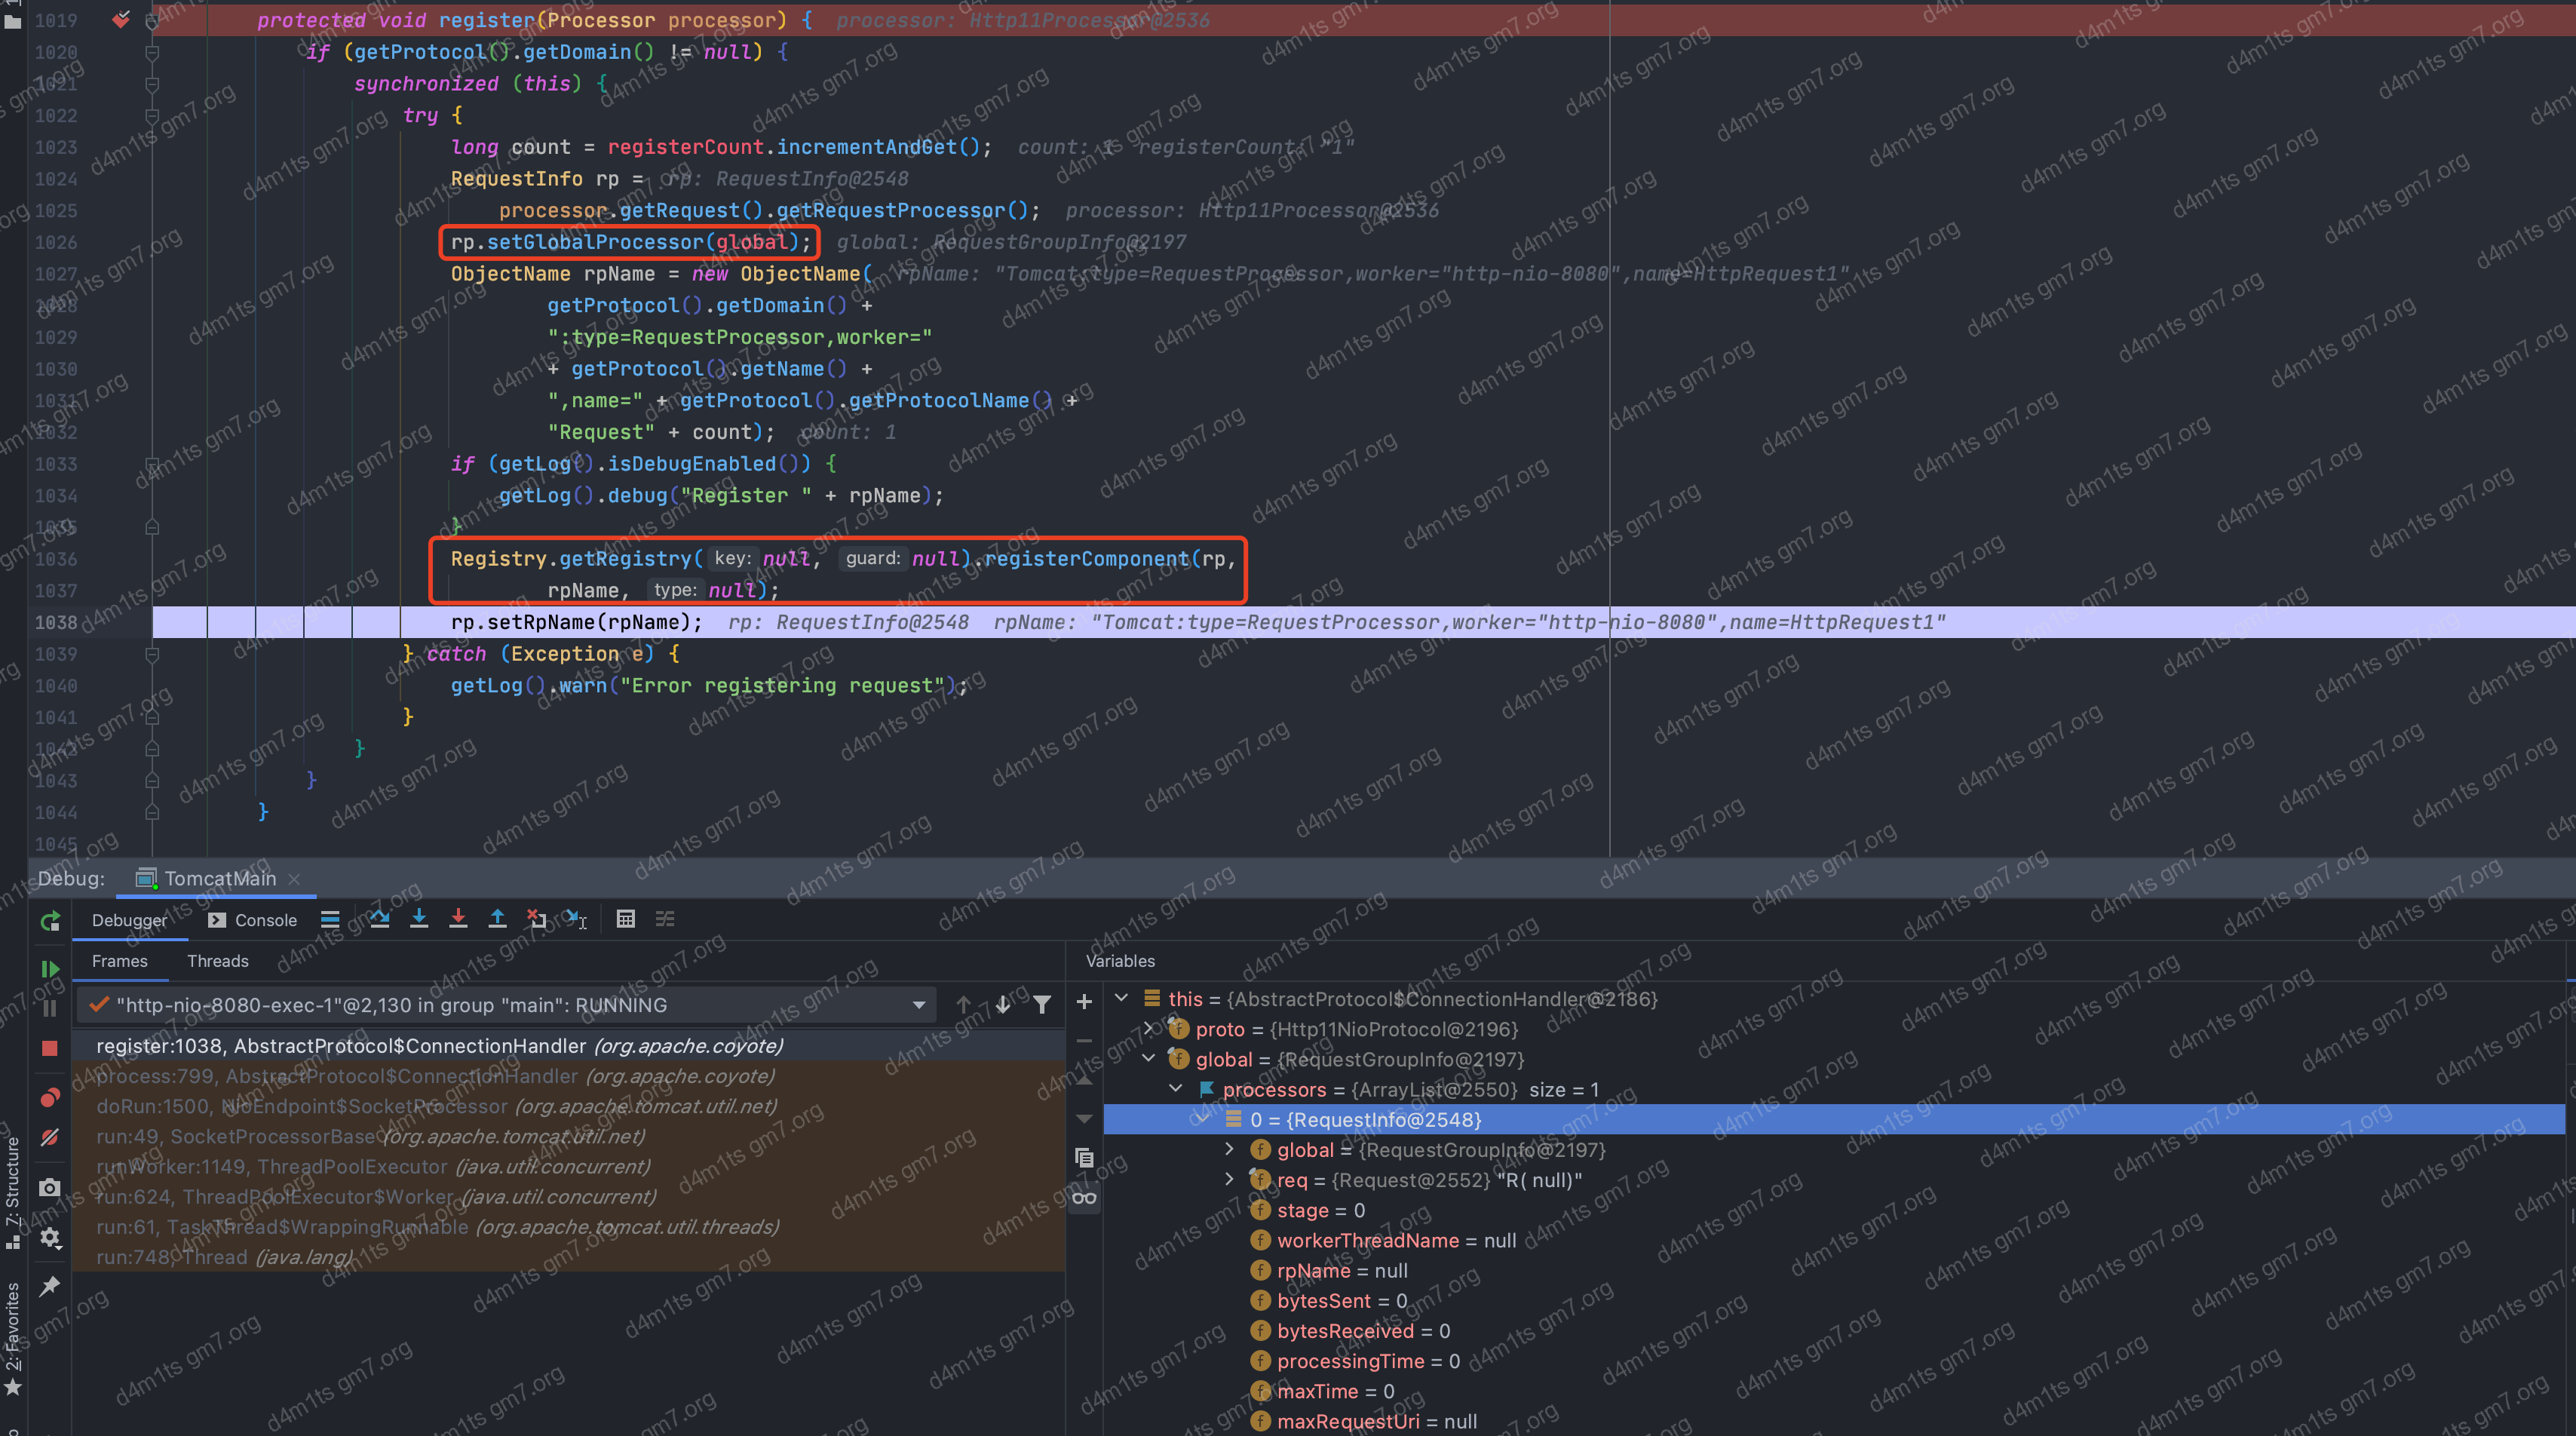 1019 protected void register(Processor processor) { processor: Http11Processor@2536
1020 if (getProtocol().getDomain() != null) {
1021 synchronized (this) {
1022 try {
1023 long count = registerCount.incrementAndGet(); count: 1 registerCount: "1"
1024 RequestInfo rp = rp: RequestInfo@2548
1025 processor.getRequest().getRequestProcessor(); processor: Http11Processor@2536
1026 rp.setGlobalProcessor(global); global: RequestGroupInfo@2197
1027 ObjectName rpName = new ObjectName( rpName: "Tomcat:type=RequestProcessor,worker="http-nio-8080",name=HttpRequest1"
1028 getProtocol().getDomain() +
1029 ":type=RequestProcessor,worker="
1030 + getProtocol().getName() +
1031 ",name=" + getProtocol().getProtocolName() +
1032 "Request" + count); count: 1
1033 if (getLog().isDebugEnabled()) {
1034 getLog().debug("Register " + rpName);
1035 }
1036 Registry.getRegistry( key: null, guard: null).registerComponent(rp,
1037 rpName, type: null);
1038 rp.setRpName(rpName); rp: RequestInfo@2548 rpName: "Tomcat:type=RequestProcessor,worker="http-nio-8080",name=HttpRequest1"
1039 } catch (Exception e) {
1040 getLog().warn("Error registering request");
1041 }
1042 }
1043 }
1044 }
1045
Debug: TomcatMain
Debugger Console
Frames Threads
"http-nio-8080-exec-1"@2,130 in group "main": RUNNING
register:1038, AbstractProtocol$ConnectionHandler (org.apache.coyote)
process:799, AbstractProtocol$ConnectionHandler (org.apache.coyote)
doRun:1500, NioEndpoint$SocketProcessor (org.apache.tomcat.util.net)
run:49, SocketProcessorBase (org.apache.tomcat.util.net)
runWorker:1149, ThreadPoolExecutor (java.util.concurrent)
run:624, ThreadPoolExecutor$Worker (java.util.concurrent)
run:61, TaskThread$WrappingRunnable (org.apache.tomcat.util.threads)
run:748, Thread (java.lang)
Variables
this = {AbstractProtocol$ConnectionHandler@2186}
proto = {Http11NioProtocol@2196}
global = {RequestGroupInfo@2197}
processors = {ArrayList@2550} size = 1
0 = {RequestInfo@2548}
global = {RequestGroupInfo@2197}
req = {Request@2552} "R( null)"
stage = 0
workerThreadName = null
rpName = null
bytesSent = 0
bytesReceived = 0
processingTime = 0
maxTime = 0
maxRequestUri = null
7: Structure
2: Favorites
d4m1ts gm7.org